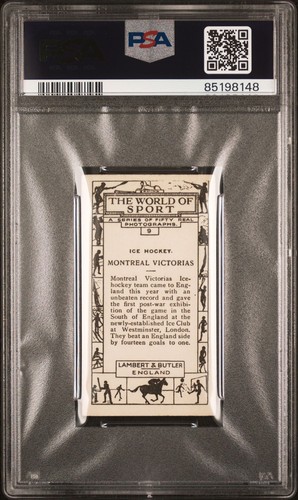 PSA
85198148
THE WORLD OF
SPORT
A SERIES OF FIFTY REAL
PHOTOGRAPHS.
9
ICE HOCKEY.
MONTREAL VICTORIAS
Montreal Victorias Ice-
hockey team came to Eng-
land this year with an
unbeaten record and gave
the first post-war exhibi-
tion of the game in the
South of England at the
newly-established Ice Club
at Westminster, London.
They beat an England side
by fourteen goals to one.
LAMBERT & BUTLER
ENGLAND